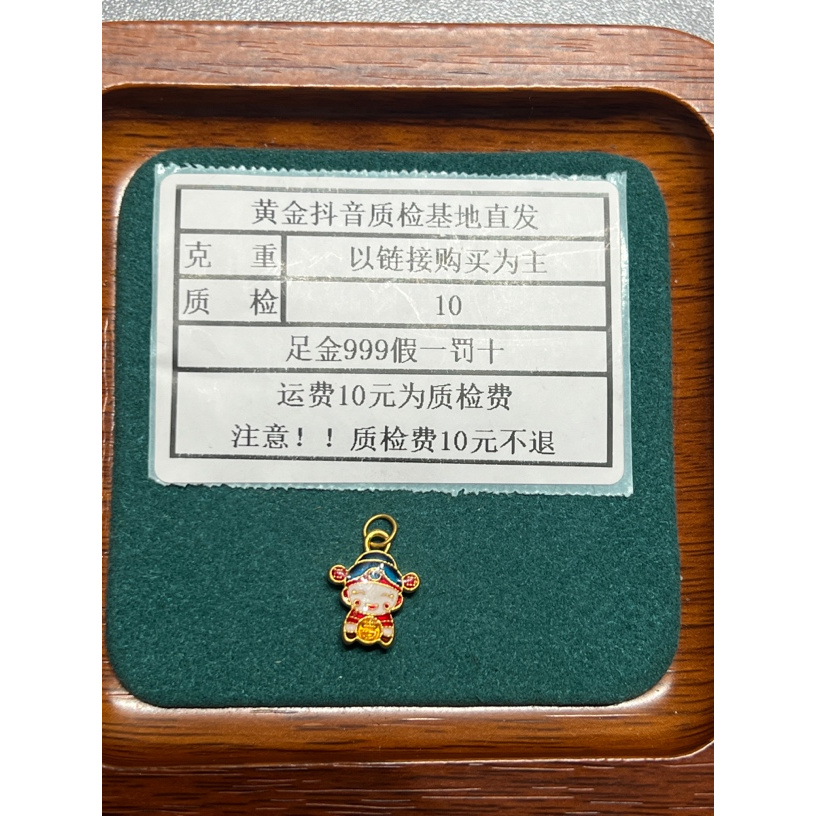 黄金抖音质检基地直发
克 重 以链接购买为主
质 检 10
足金999假一罚十
运费10元为质检费
注意！！质检费10元不退